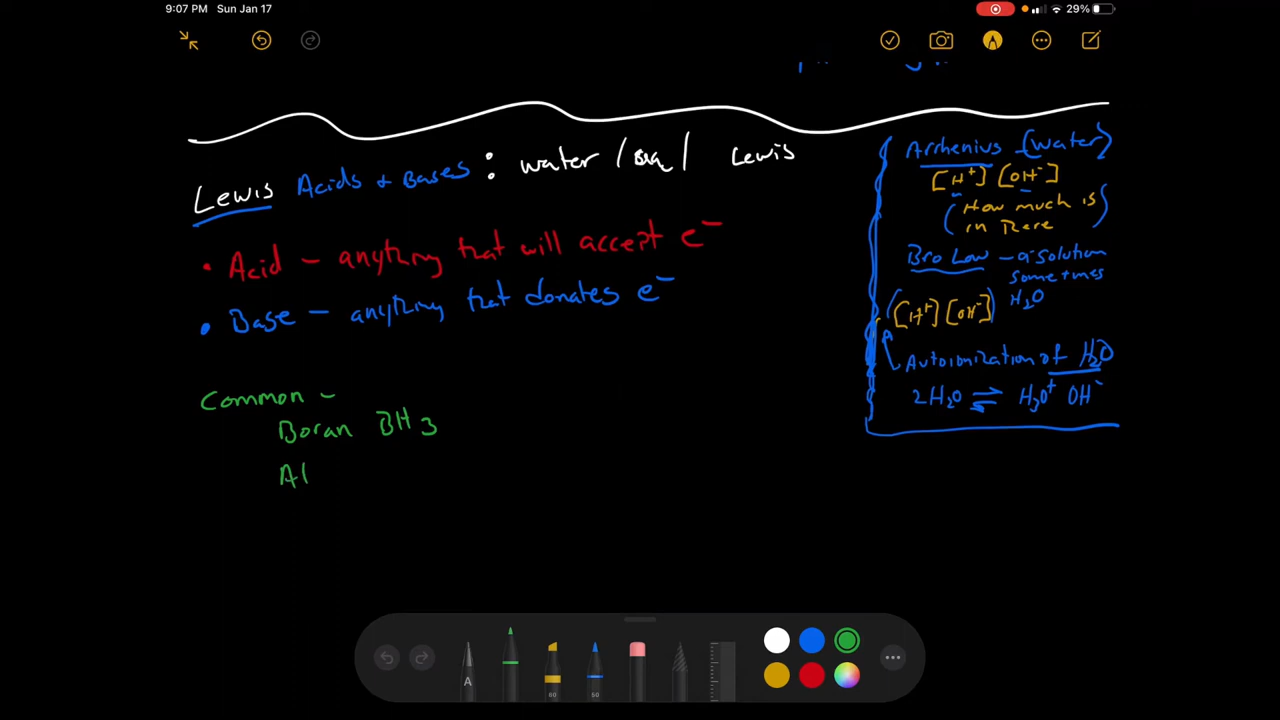 9:07 PM Sun Jan 17
29%
Lewis Acids + Bases : water / / Lewis
• Acid – anything that will accept e⁻
• Base – anything that donates e⁻
Common –
Boran BH3
Al
Arrhenius – (water)
[H⁺] [OH⁻]
(How much is in there)
Bro Low – a solution
sometimes
H₂O
([H⁺] [OH⁻])
Autoionization of H₂O
2H₂O ⇌ H₃O⁺ OH⁻
A
80
50